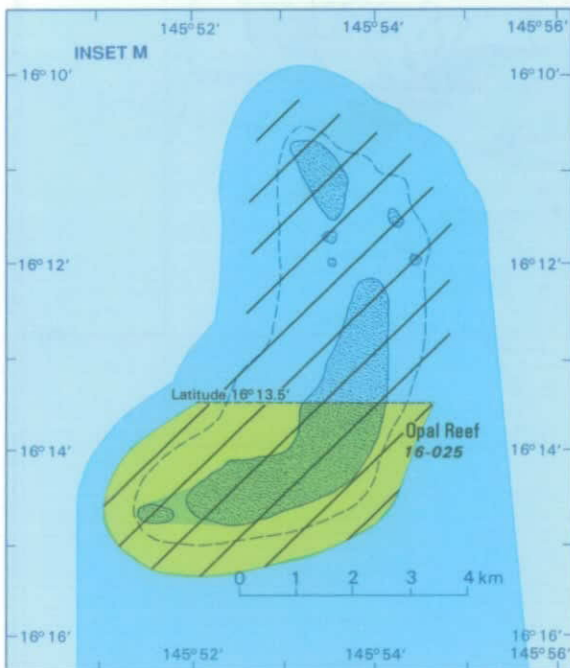 145° 52' 145° 54' 145° 56'
INSET M
16° 10' 16° 10'
16° 12' 16° 12'
Latitude 16° 13.5'
Opal Reef
16-025
16° 14' 16° 14'
0 1 2 3 4 km
16° 16' 16° 16'
145° 52' 145° 54' 145° 56'